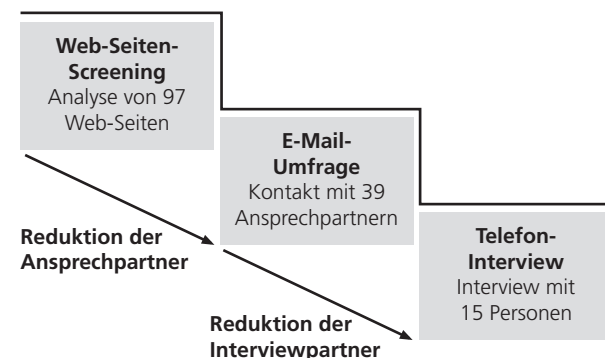 Web-Seiten-
Screening
Analyse von 97
Web-Seiten
E-Mail-
Umfrage
Kontakt mit 39
Ansprechpartnern
Telefon-
Interview
Interview mit
15 Personen
Reduktion der
Ansprechpartner
Reduktion der
Interviewpartner